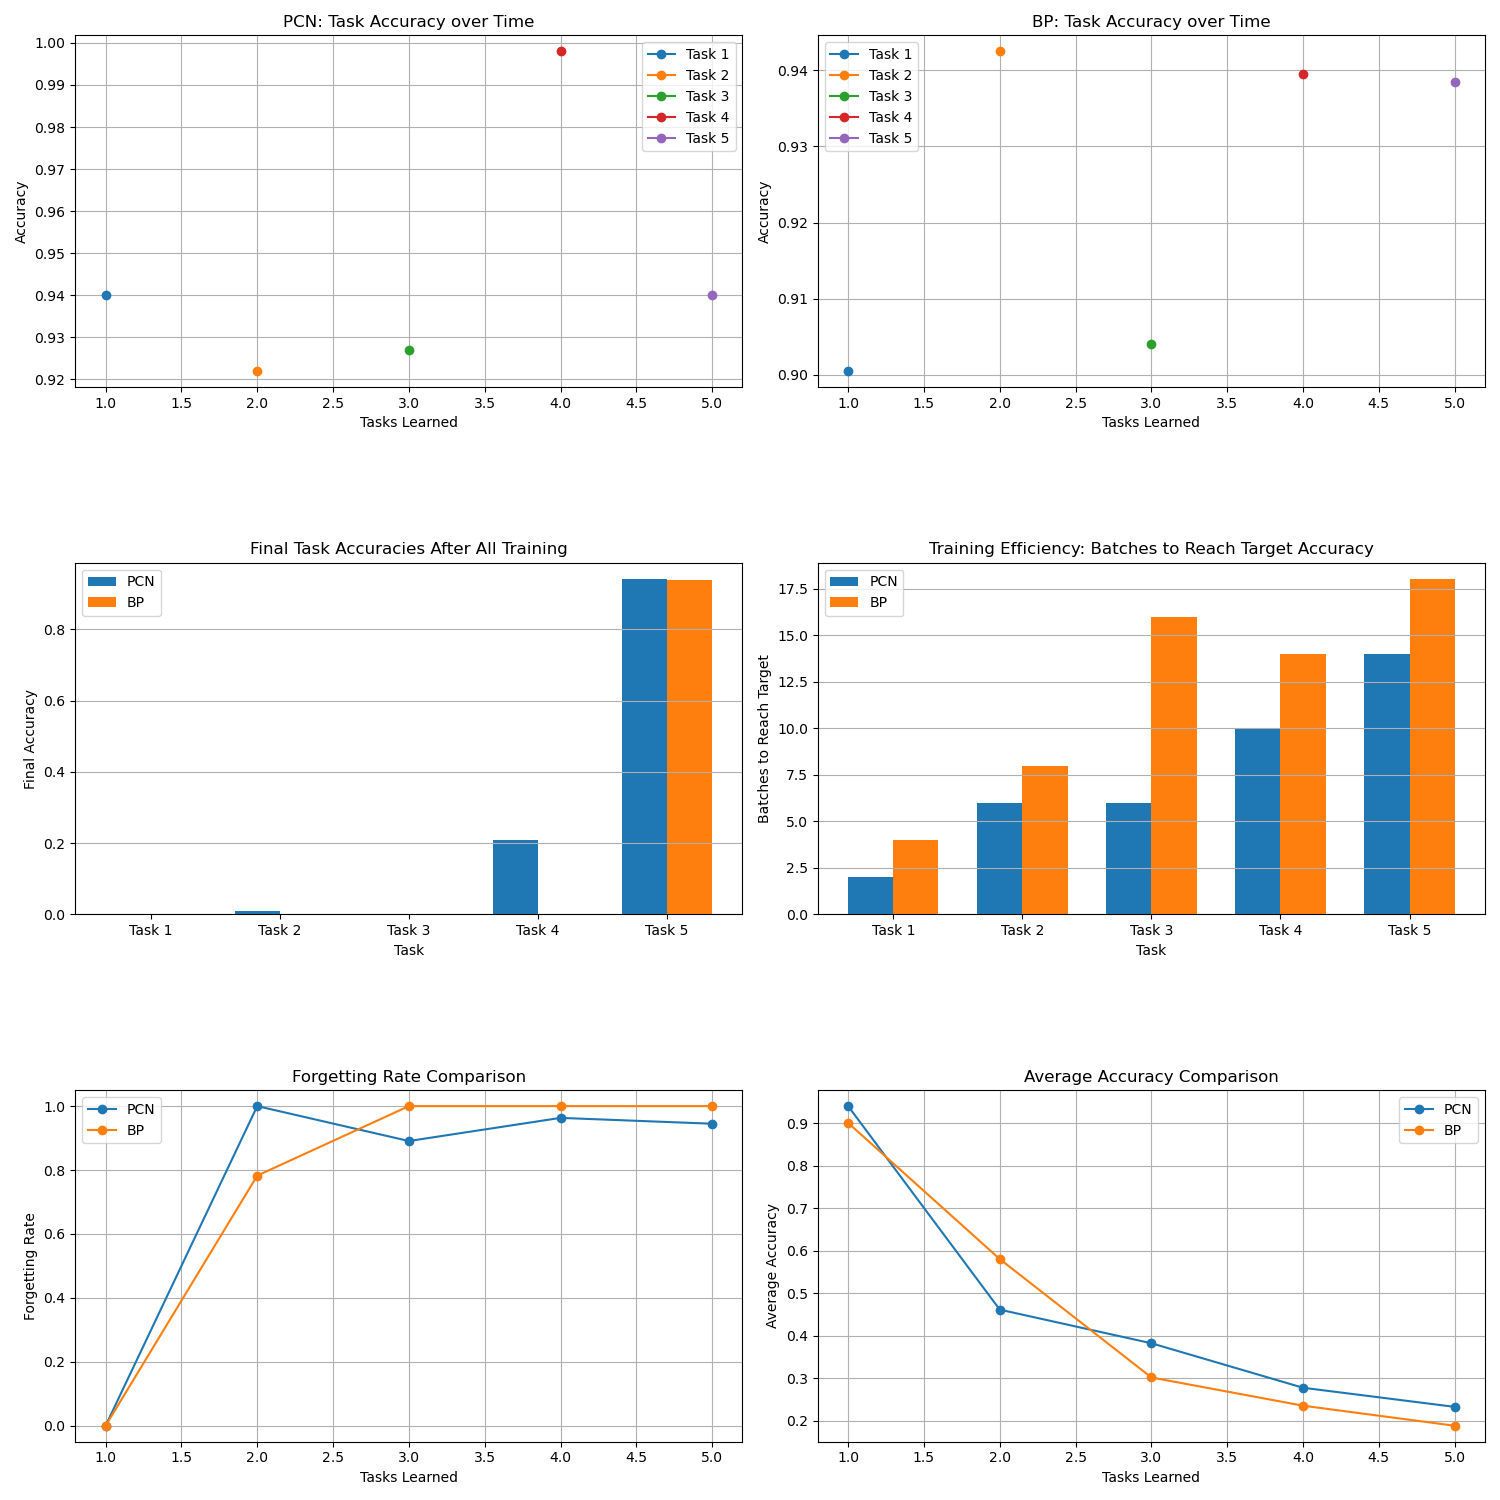 PCN: Task Accuracy over Time
1.00
0.99
0.98
0.97
0.96
0.95
0.94
0.93
0.92
Accuracy
Task 1
Task 2
Task 3
Task 4
Task 5
1.0 1.5 2.0 2.5 3.0 3.5 4.0 4.5 5.0
Tasks Learned
BP: Task Accuracy over Time
0.94
0.93
0.92
0.91
0.90
Accuracy
Task 1
Task 2
Task 3
Task 4
Task 5
1.0 1.5 2.0 2.5 3.0 3.5 4.0 4.5 5.0
Tasks Learned
Final Task Accuracies After All Training
PCN
BP
0.8
0.6
0.4
0.2
0.0
Final Accuracy
Task 1 Task 2 Task 3 Task 4 Task 5
Task
Training Efficiency: Batches to Reach Target Accuracy
PCN
BP
17.5
15.0
12.5
10.0
7.5
5.0
2.5
0.0
Batches to Reach Target
Task 1 Task 2 Task 3 Task 4 Task 5
Task
Forgetting Rate Comparison
PCN
BP
1.0
0.8
0.6
0.4
0.2
0.0
Forgetting Rate
1.0 1.5 2.0 2.5 3.0 3.5 4.0 4.5 5.0
Tasks Learned
Average Accuracy Comparison
PCN
BP
0.9
0.8
0.7
0.6
0.5
0.4
0.3
0.2
Average Accuracy
1.0 1.5 2.0 2.5 3.0 3.5 4.0 4.5 5.0
Tasks Learned